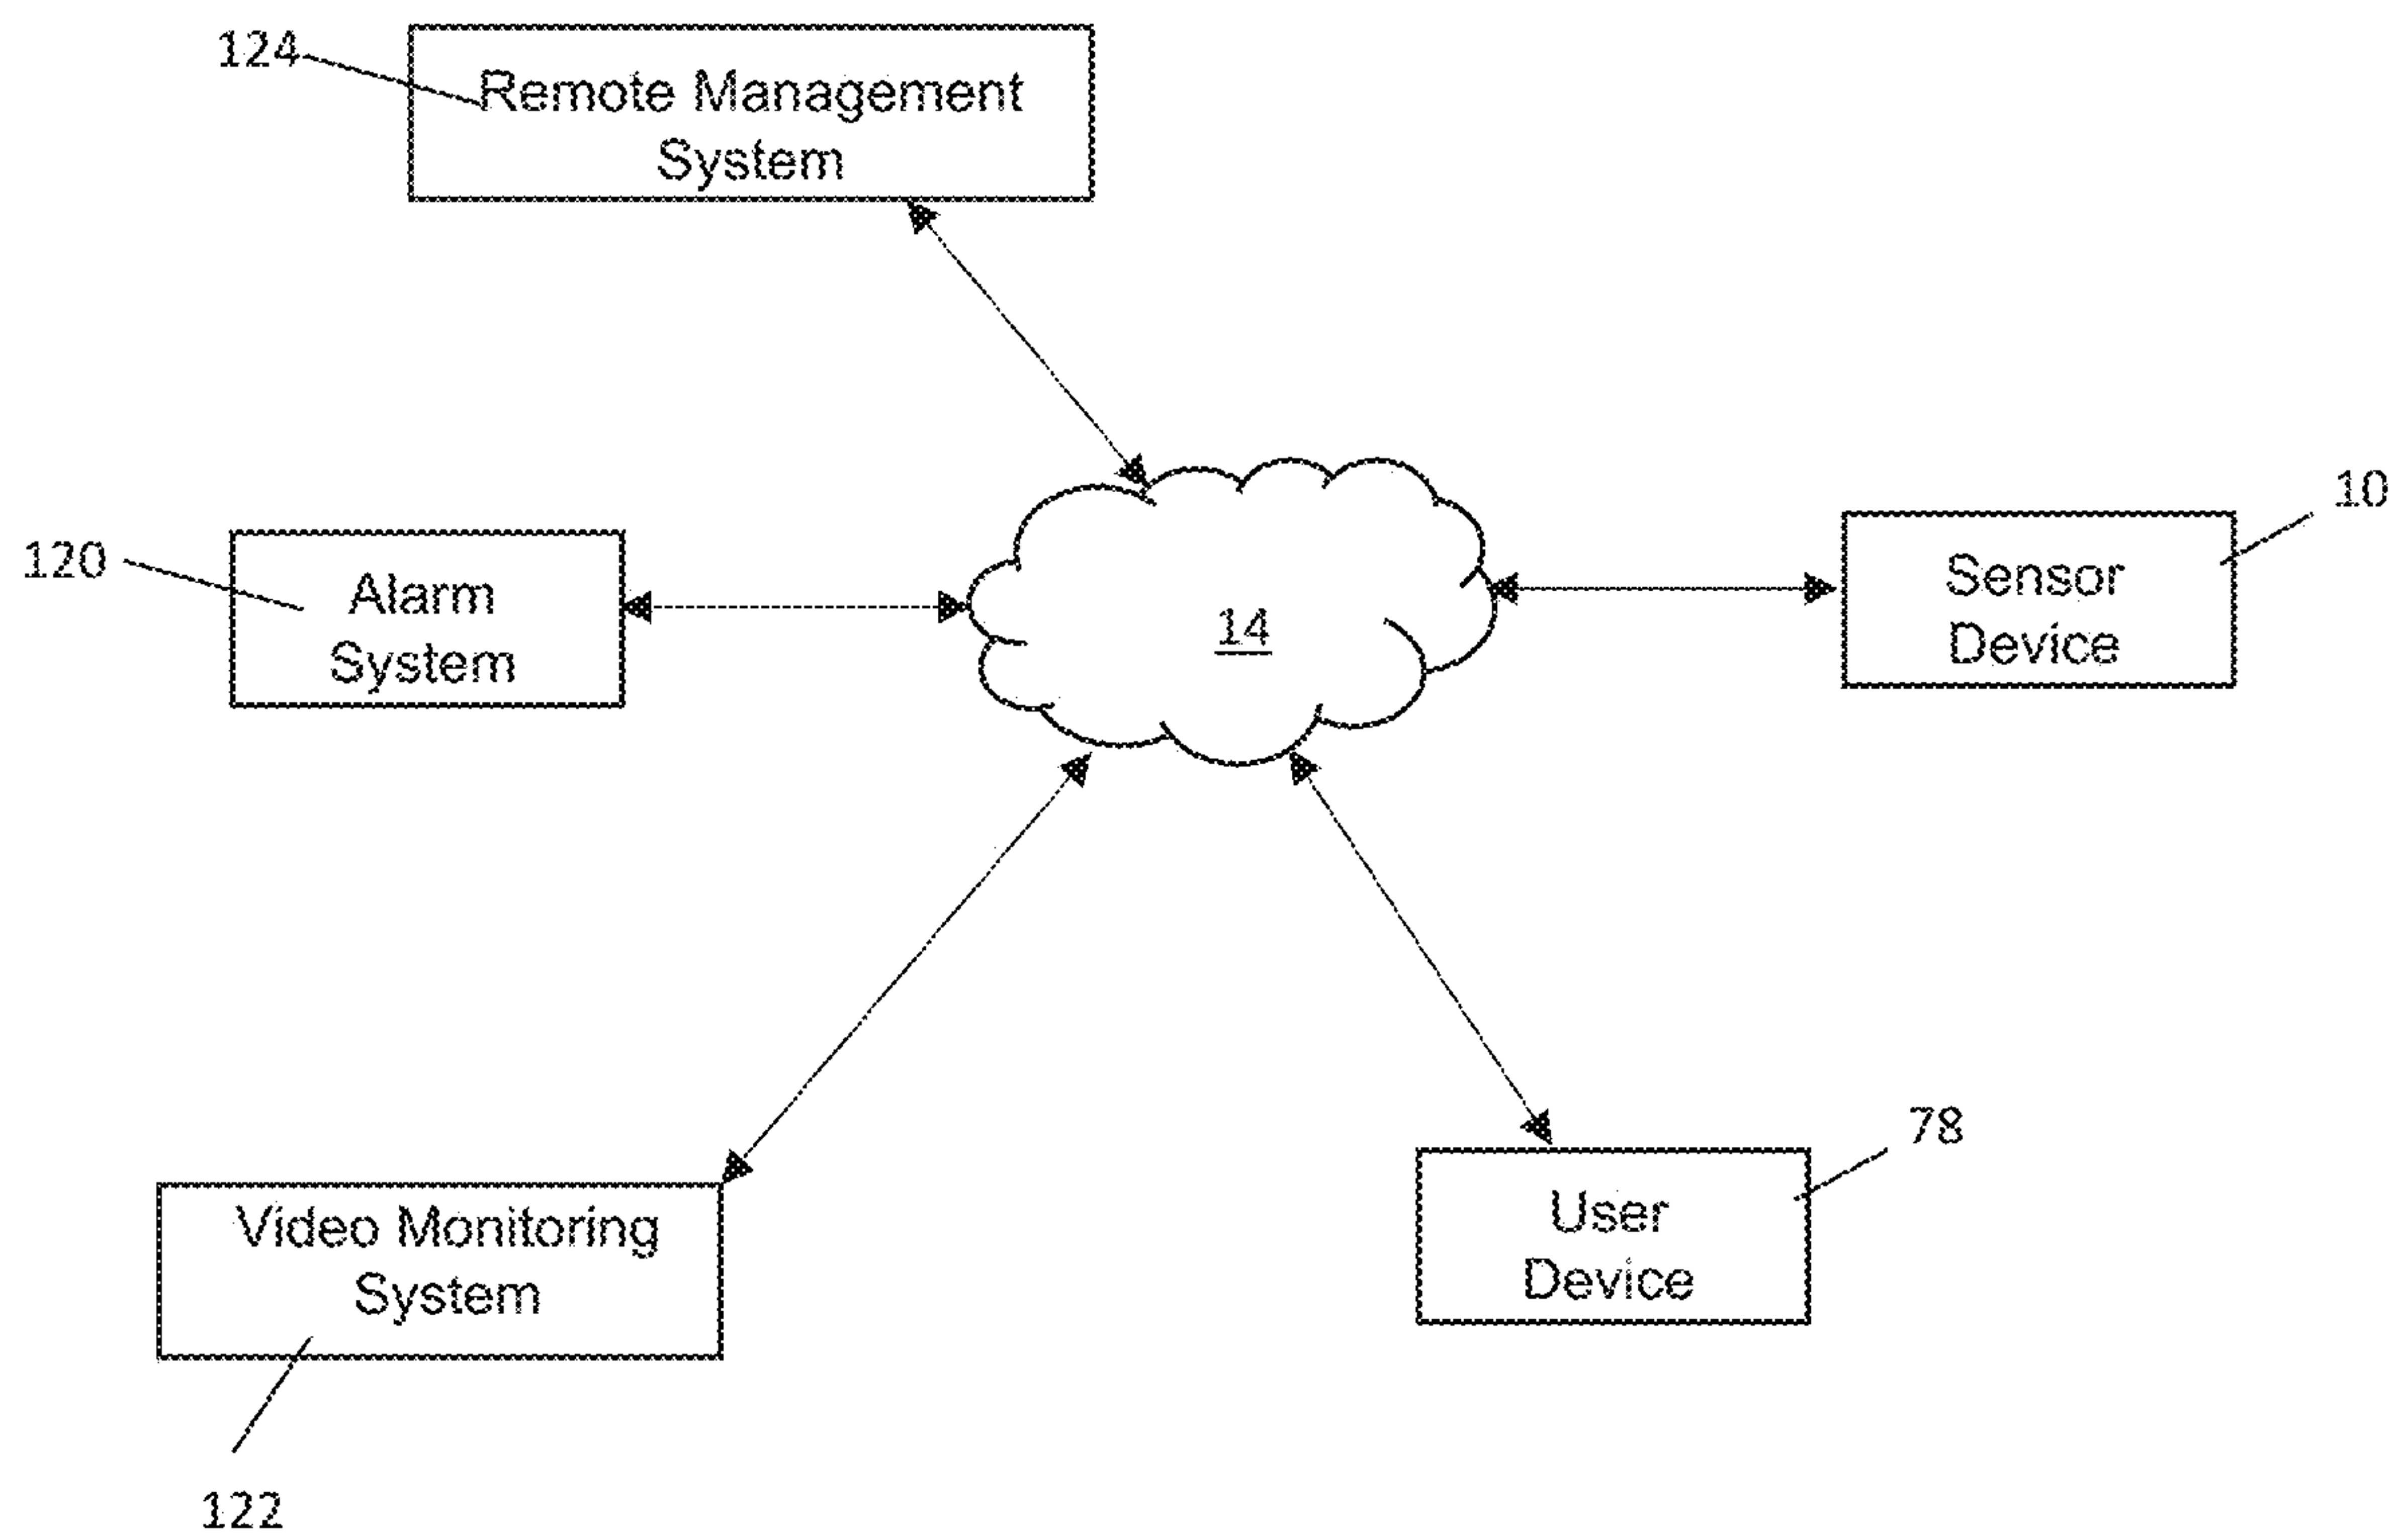 124
Remote Management
System
10
120
Alarm
System
14
Sensor
Device
78
User
Device
Video Monitoring
System
122